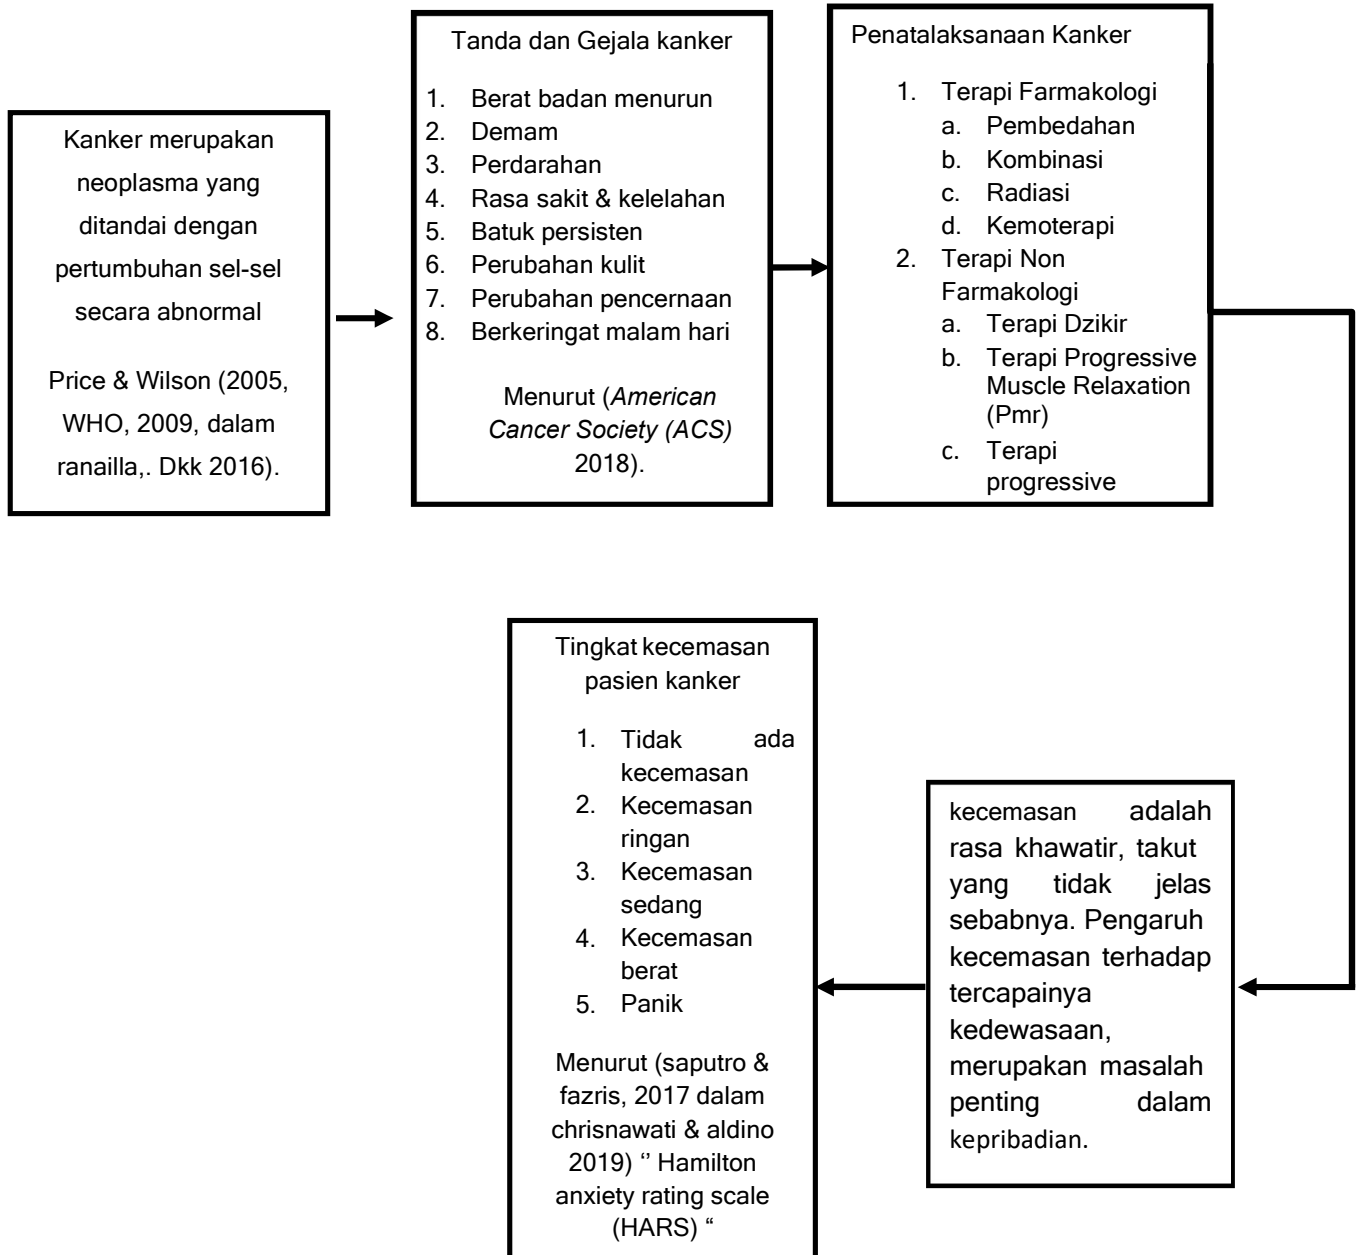 Kanker merupakan
neoplasma yang
ditandai dengan
pertumbuhan sel-sel
secara abnormal
Price & Wilson (2005,
WHO, 2009, dalam
ranailla,. Dkk 2016).
Tanda dan Gejala kanker
1. Berat badan menurun
2. Demam
3. Perdarahan
4. Rasa sakit & kelelahan
5. Batuk persisten
6. Perubahan kulit
7. Perubahan pencernaan
8. Berkeringat malam hari
Menurut (American
Cancer Society (ACS)
2018).
Penatalaksanaan Kanker
1. Terapi Farmakologi
a. Pembedahan
b. Kombinasi
c. Radiasi
d. Kemoterapi
2. Terapi Non
Farmakologi
a. Terapi Dzikir
b. Terapi Progressive
Muscle Relaxation
(Pmr)
c. Terapi
progressive
kecemasan adalah
rasa khawatir, takut
yang tidak jelas
sebabnya. Pengaruh
kecemasan terhadap
tercapainya
kedewasaan,
merupakan masalah
penting dalam
kepribadian.
Tingkat kecemasan
pasien kanker
1. Tidak ada
kecemasan
2. Kecemasan
ringan
3. Kecemasan
sedang
4. Kecemasan
berat
5. Panik
Menurut (saputro &
fazris, 2017 dalam
chrisnawati & aldino
2019) ‘’ Hamilton
anxiety rating scale
(HARS) “